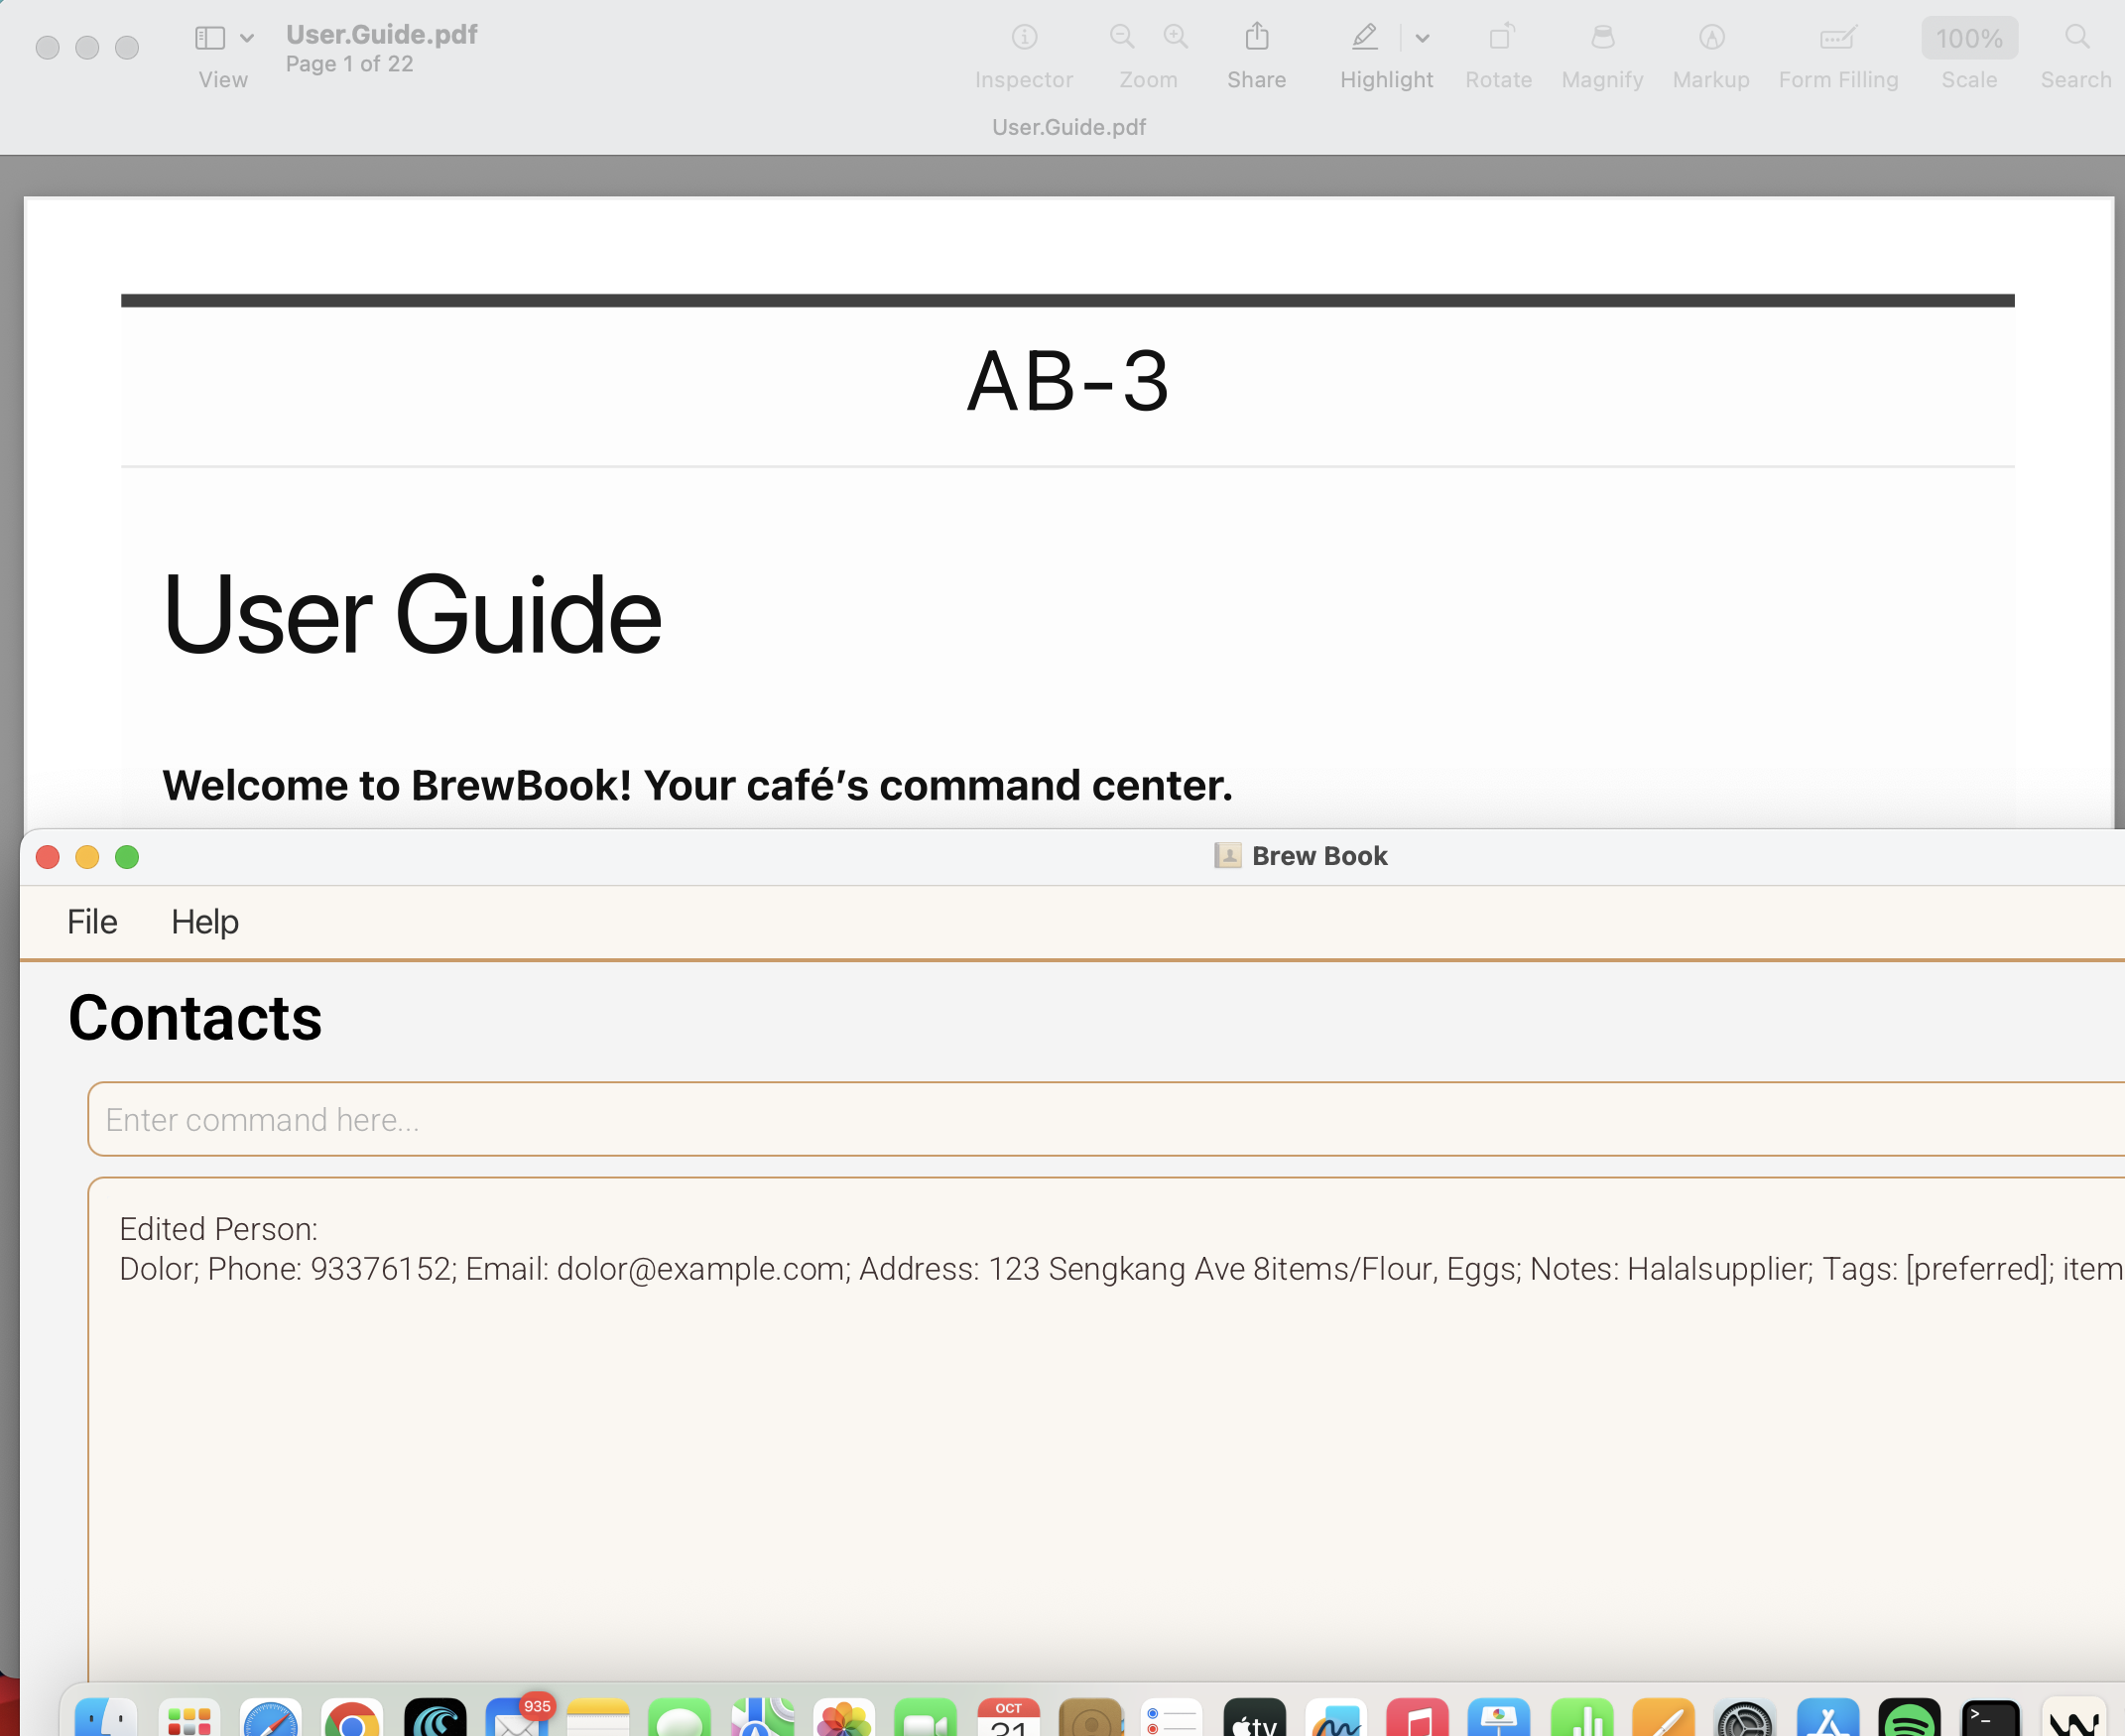 User.Guide.pdf
Page 1 of 22
View
Inspector Zoom Share Highlight Rotate Magnify Markup Form Filling 100% Scale Search
User.Guide.pdf
AB-3
User Guide
Welcome to BrewBook! Your café's command center.
Brew Book
File Help
Contacts
Enter command here...
Edited Person:
Dolor; Phone: 93376152; Email: dolor@example.com; Address: 123 Sengkang Ave 8items/Flour, Eggs; Notes: Halalsupplier; Tags: [preferred]; item
935
OCT
21
tv
>_